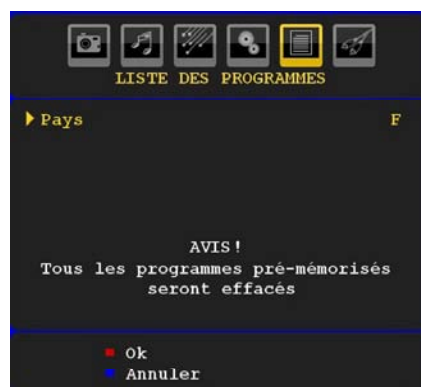 LISTE DES PROGRAMMES
Pays F
AVIS!
Tous les programmes pré-mémorisés
seront effacés
Ok
Annuler